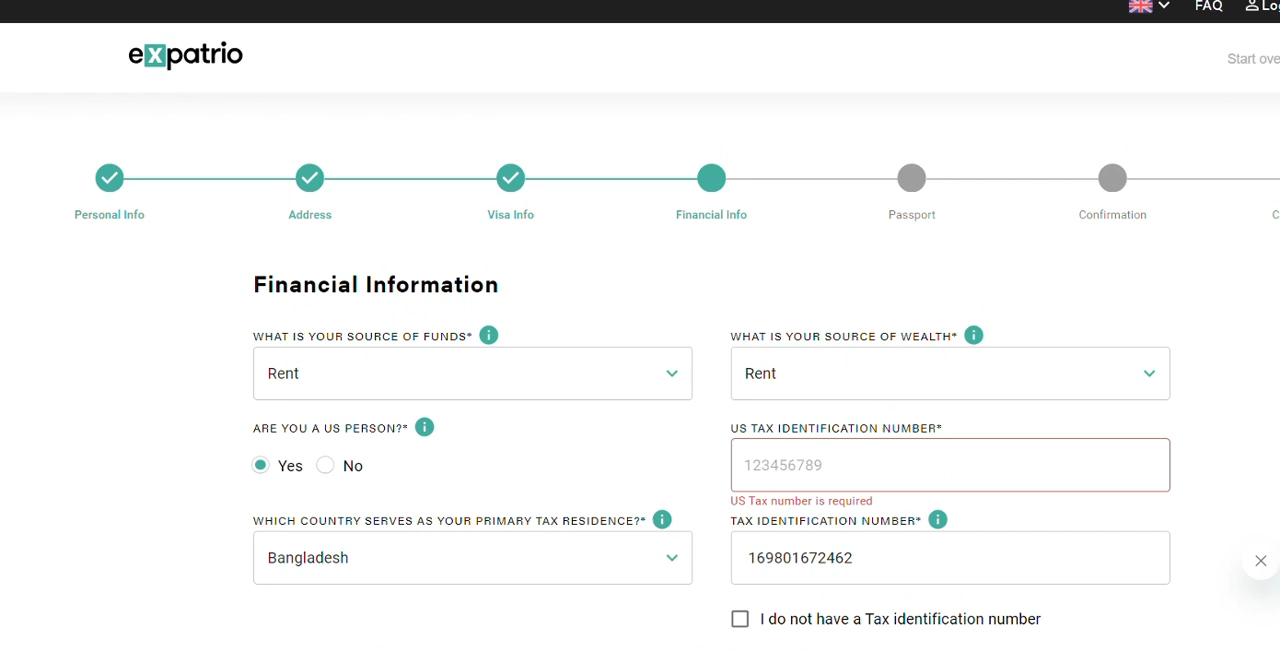 FAQ
expatrio
Personal Info Address Visa Info Financial Info Passport Confirmation
Financial Information
WHAT IS YOUR SOURCE OF FUNDS* WHAT IS YOUR SOURCE OF WEALTH*
Rent Rent
ARE YOU A US PERSON?* US TAX IDENTIFICATION NUMBER*
Yes No 123456789
US Tax number is required
WHICH COUNTRY SERVES AS YOUR PRIMARY TAX RESIDENCE?* TAX IDENTIFICATION NUMBER*
Bangladesh 169801672462
I do not have a Tax identification number